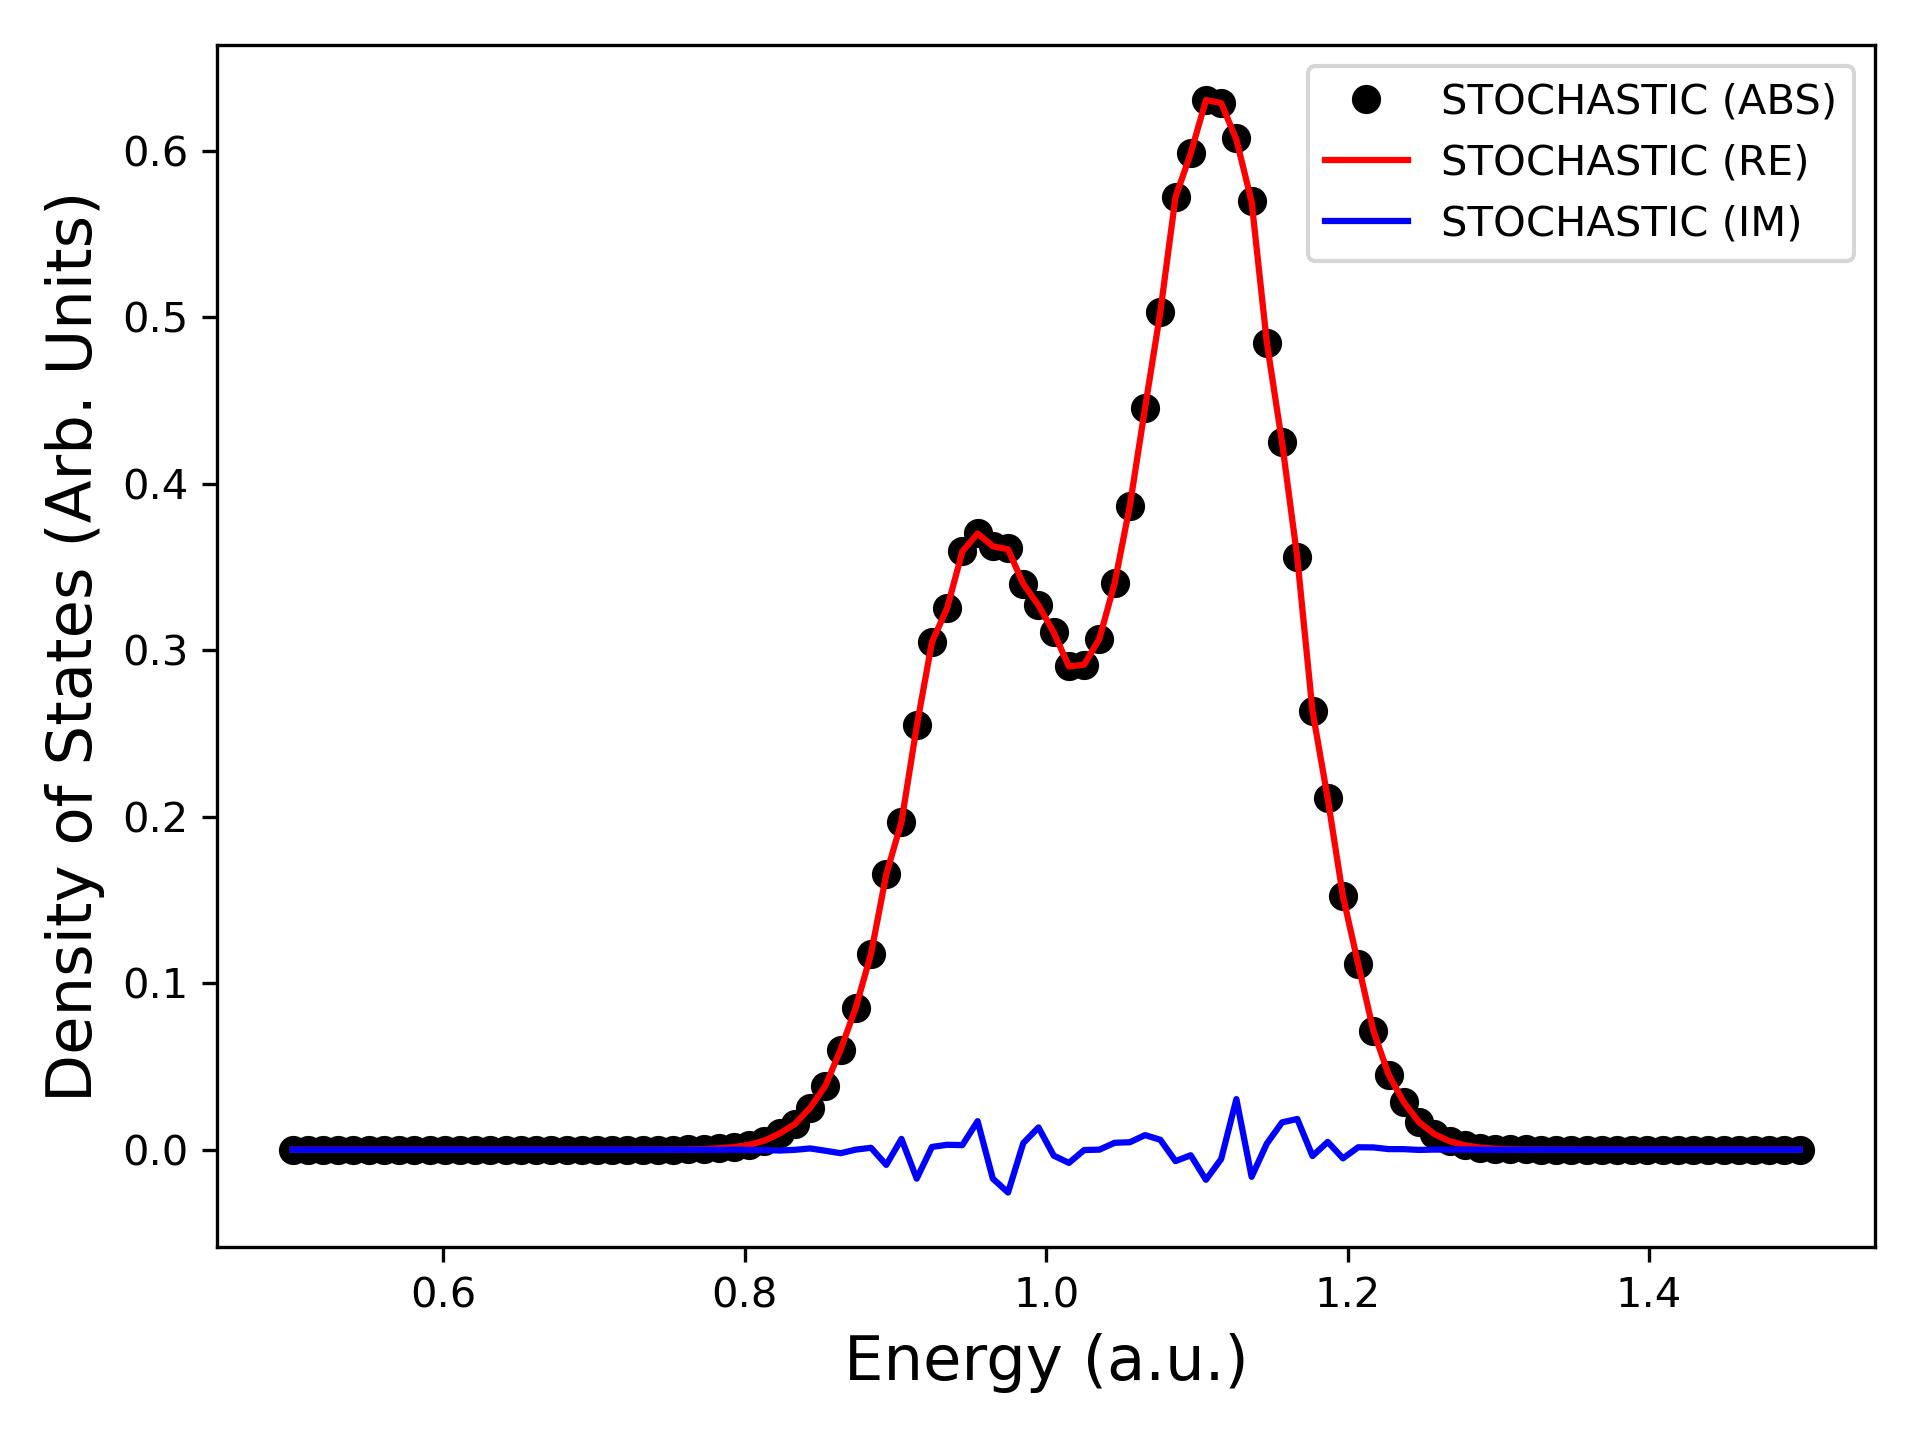 STOCHASTIC (ABS)
STOCHASTIC (RE)
STOCHASTIC (IM)
Density of States (Arb. Units)
0.6
0.5
0.4
0.3
0.2
0.1
0.0
0.6 0.8 1.0 1.2 1.4
Energy (a.u.)